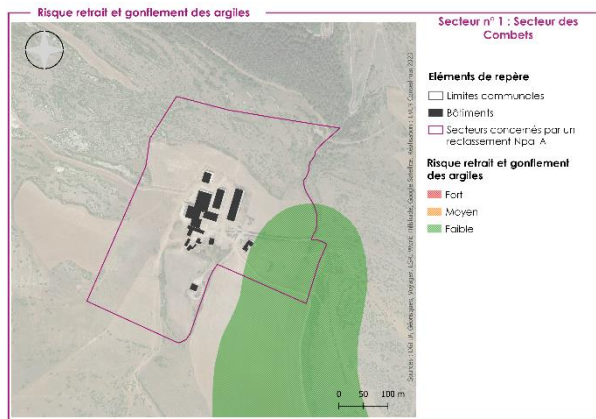 Risque retrait et gonflement des argiles
Secteur n° 1 : Secteur des
Combets
Eléments de repère
Limites communales
Bâtiments
Secteurs concernés par un
reclassement Npal A
Risque retrait et gonflement
des argiles
Fort
Moyen
Faible
0 50 100 m